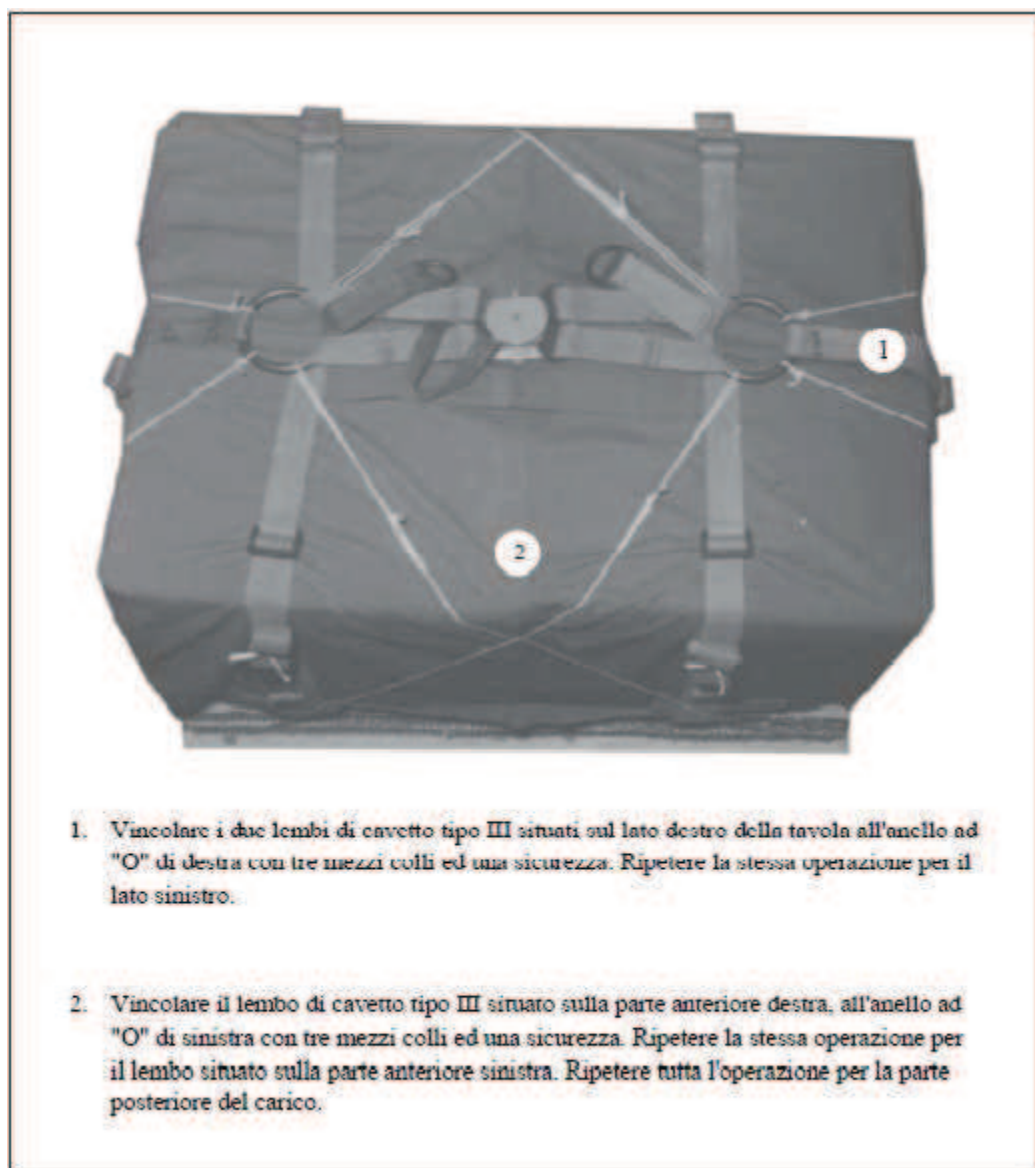 1
2
1. Vincolare i due lembi di cavetto tipo III situati sul lato destro della tavola all'anello ad
"O" di destra con tre mezzi colli ed una sicurezza. Ripetere la stessa operazione per il
lato sinistro.
2. Vincolare il lembo di cavetto tipo III situato sulla parte anteriore destra, all'anello ad
"O" di sinistra con tre mezzi colli ed una sicurezza. Ripetere la stessa operazione per
il lembo situato sulla parte anteriore sinistra. Ripetere tutta l'operazione per la parte
posteriore del carico.